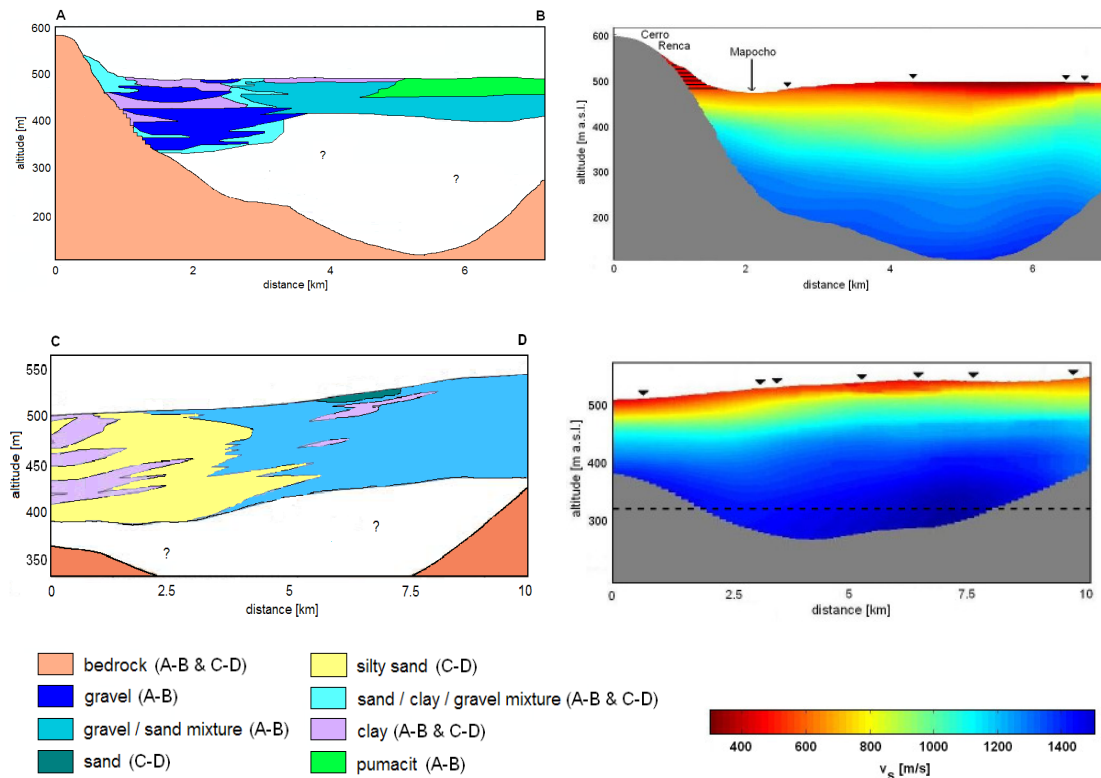 A B
600
500
400
300
200
altitude [m]
?
?
0 2 4 6
distance [km]
Cerro
Renca
Mapocho
600
500
400
300
200
altitude [m a.s.l.]
0 2 4 6
distance [km]
C D
550
500
450
400
350
altitude [m]
?
?
0 2.5 5 7.5 10
distance [km]
500
400
300
altitude [m a.s.l.]
0 2.5 5 7.5 10
distance [km]
bedrock (A-B & C-D)
gravel (A-B)
gravel / sand mixture (A-B)
sand (C-D)
silty sand (C-D)
sand / clay / gravel mixture (A-B & C-D)
clay (A-B & C-D)
pumacit (A-B)
400 600 800 1000 1200 1400
vs [m/s]